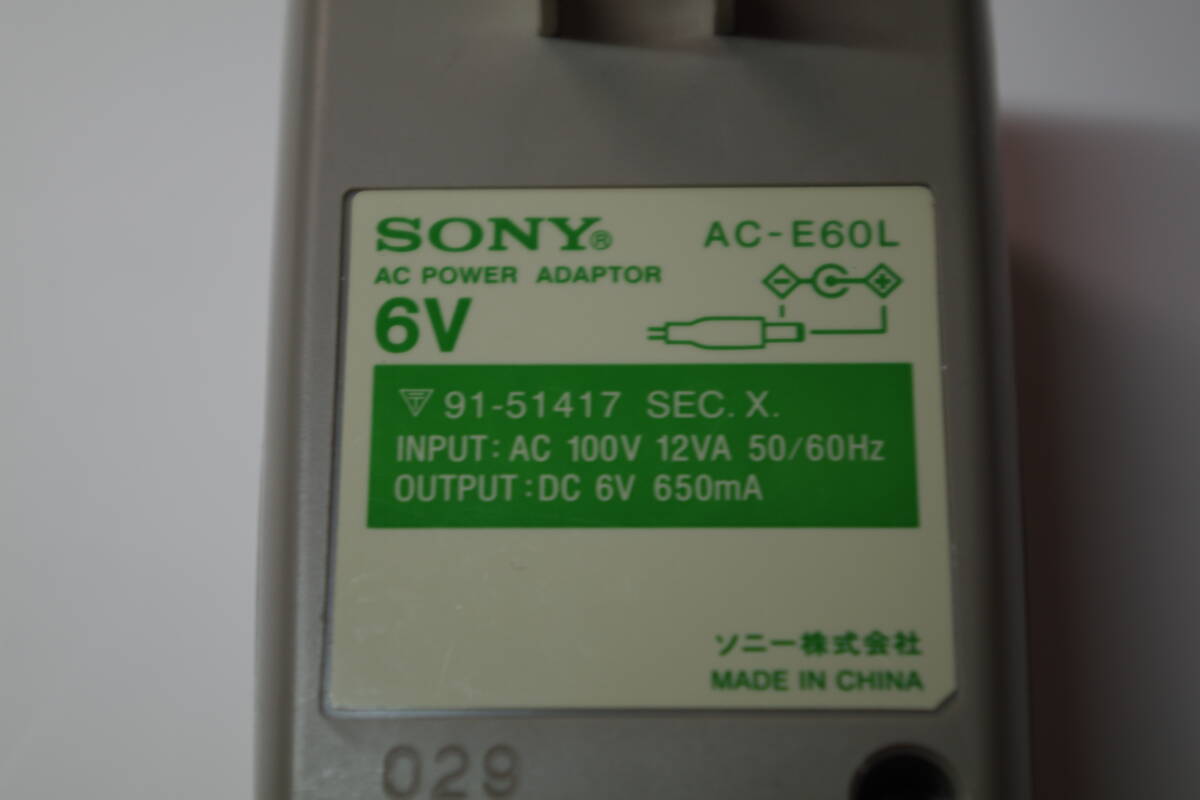 SONY® AC-E60L
AC POWER ADAPTOR
6V
91-51417 SEC. X.
INPUT: AC 100V 12VA 50/60Hz
OUTPUT: DC 6V 650mA
ソニー株式会社
MADE IN CHINA
029